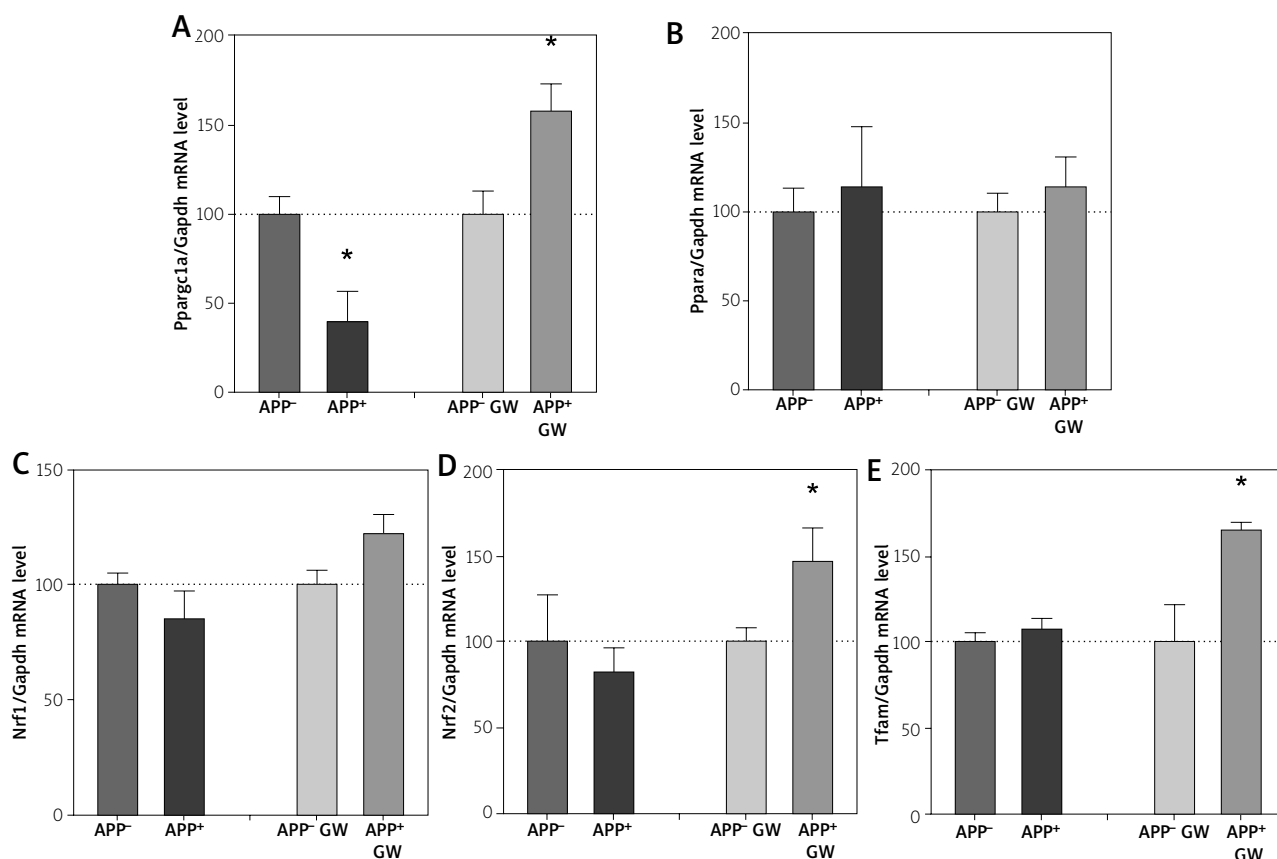 A
Ppargc1a/Gapdh mRNA level
200
150
100
50
0
*
*
APP⁻ APP⁺ APP⁻ GW APP⁺
GW
B
Ppara/Gapdh mRNA level
200
150
100
50
0
APP⁻ APP⁺ APP⁻ GW APP⁺
GW
C
Nrf1/Gapdh mRNA level
150
100
50
0
APP⁻ APP⁺ APP⁻ GW APP⁺
GW
D
Nrf2/Gapdh mRNA level
200
150
100
50
0
*
APP⁻ APP⁺ APP⁻ GW APP⁺
GW
E
Tfam/Gapdh mRNA level
200
150
100
50
0
*
APP⁻ APP⁺ APP⁻ GW APP⁺
GW